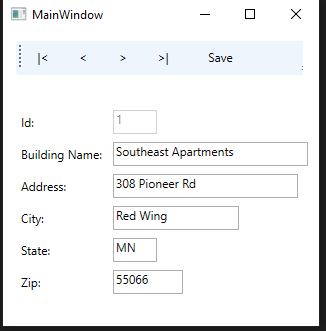 MainWindow
|< < > >| Save
Id: 1
Building Name: Southeast Apartments
Address: 308 Pioneer Rd
City: Red Wing
State: MN
Zip: 55066